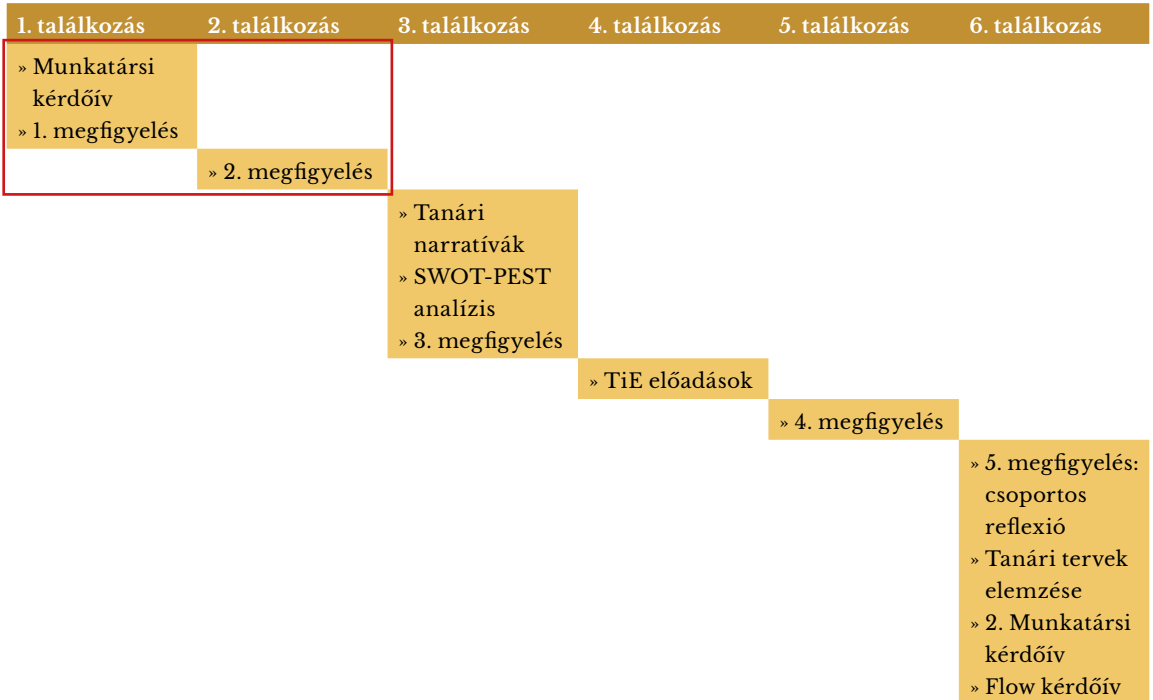 1. találkozás 2. találkozás 3. találkozás 4. találkozás 5. találkozás 6. találkozás
» Munkatársi
kérdőív
» 1. megfigyelés
» 2. megfigyelés
» Tanári
narratívák
» SWOT-PEST
analízis
» 3. megfigyelés
» TiE előadások
» 4. megfigyelés
» 5. megfigyelés:
csoportos
reflexió
» Tanári tervek
elemzése
» 2. Munkatársi
kérdőív
» Flow kérdőív